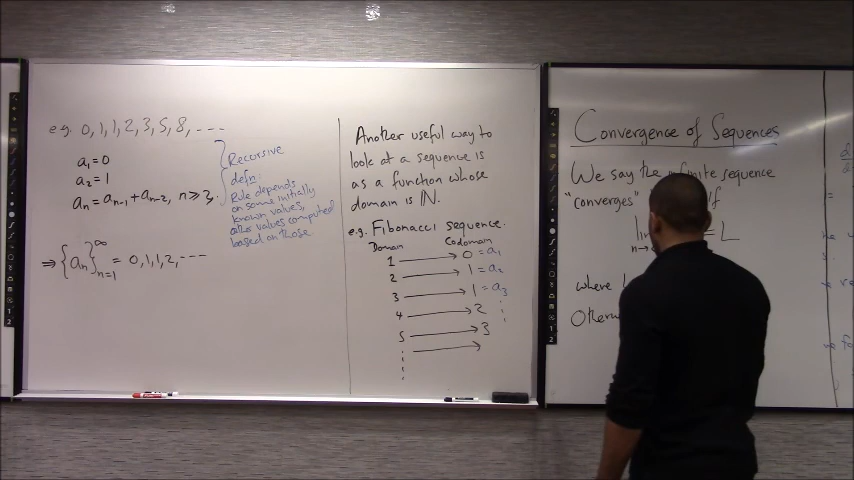 e.g. 0, 1, 1, 2, 3, 5, 8, ---
a₁ = 0
a₂ = 1
aₙ = aₙ₋₁ + aₙ₋₂, n ≥ 3.
Recursive
defn:
Rule depends
on some initially
known values,
other values computed
based on those
⇒ {aₙ}∞ n=1 = 0, 1, 1, 2, ---
Another useful way to
look at a sequence is
as a function whose
domain is ℕ.
e.g. Fibonacci sequence.
Domain Codomain
1 → 0 = a₁
2 → 1 = a₂
3 → 1 = a₃
4 → 2
5 → 3
Convergence of Sequences
We say the infinite sequence
"converges" if
= L
where